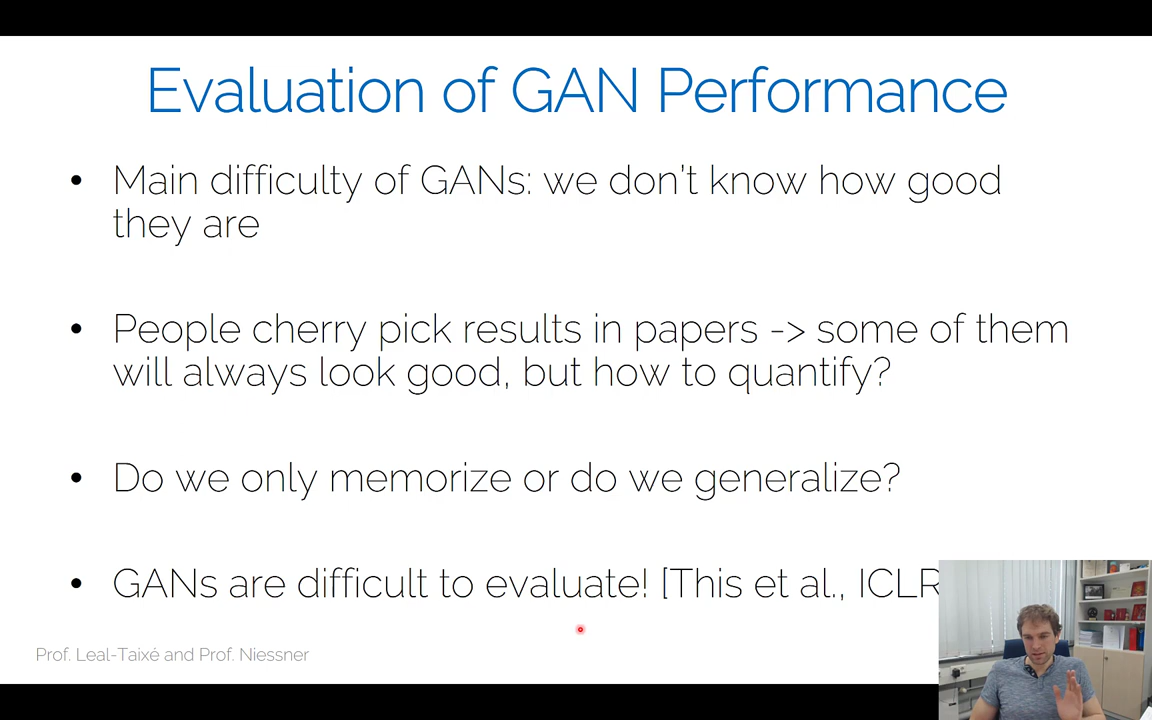 Evaluation of GAN Performance
• Main difficulty of GANs: we don't know how good
they are
• People cherry pick results in papers -> some of them
will always look good, but how to quantify?
• Do we only memorize or do we generalize?
• GANs are difficult to evaluate! [This et al., ICLR
Prof. Leal-Taixé and Prof. Niessner